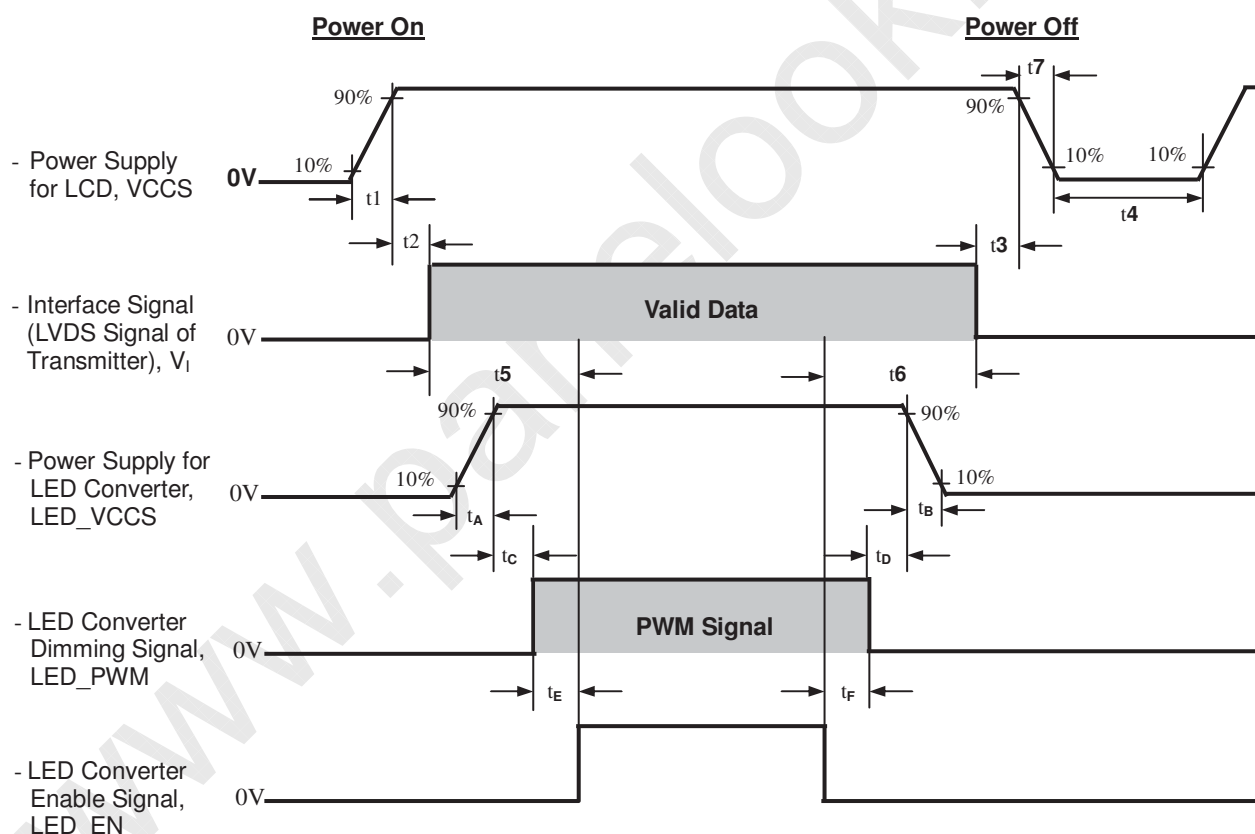 Power On
Power Off
t7
90%
90%
- Power Supply
for LCD, VCCS
0V
10%
10%
10%
t1
t4
t2
t3
- Interface Signal
(LVDS Signal of
Transmitter), VI
0V
Valid Data
t5
t6
90%
90%
- Power Supply for
LED Converter,
LED_VCCS
0V
10%
10%
tA
tB
tC
tD
- LED Converter
Dimming Signal,
LED_PWM
0V
PWM Signal
tE
tF
- LED Converter
Enable Signal,
LED_EN
0V
www.panelook.